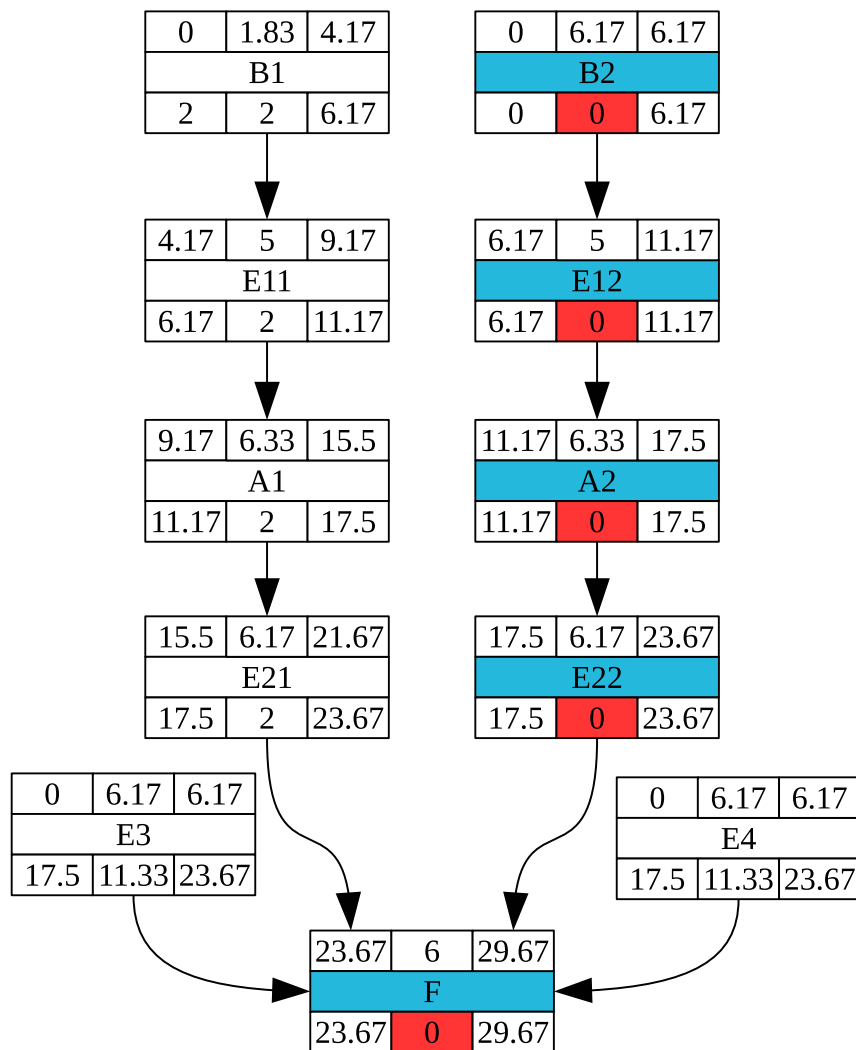 0 1.83 4.17
B1
2 2 6.17
0 6.17 6.17
B2
0 0 6.17
4.17 5 9.17
E11
6.17 2 11.17
6.17 5 11.17
E12
6.17 0 11.17
9.17 6.33 15.5
A1
11.17 2 17.5
11.17 6.33 17.5
A2
11.17 0 17.5
15.5 6.17 21.67
E21
17.5 2 23.67
17.5 6.17 23.67
E22
17.5 0 23.67
0 6.17 6.17
E3
17.5 11.33 23.67
0 6.17 6.17
E4
17.5 11.33 23.67
23.67 6 29.67
F
23.67 0 29.67